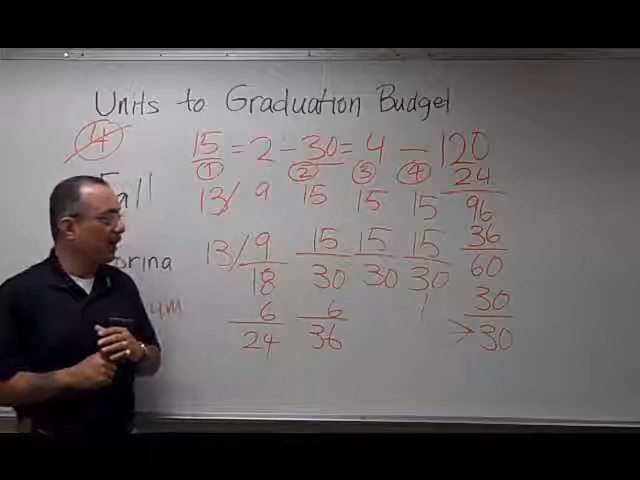 Units to Graduation Budget
4
15 = 2 - 30 = 4 - 120
1 2 3 4 24
Fall 13/ 9 15 15 15 96
13/ 9 15 15 15 36
18 30 30 30 60
6 6 30
24 36 > 30